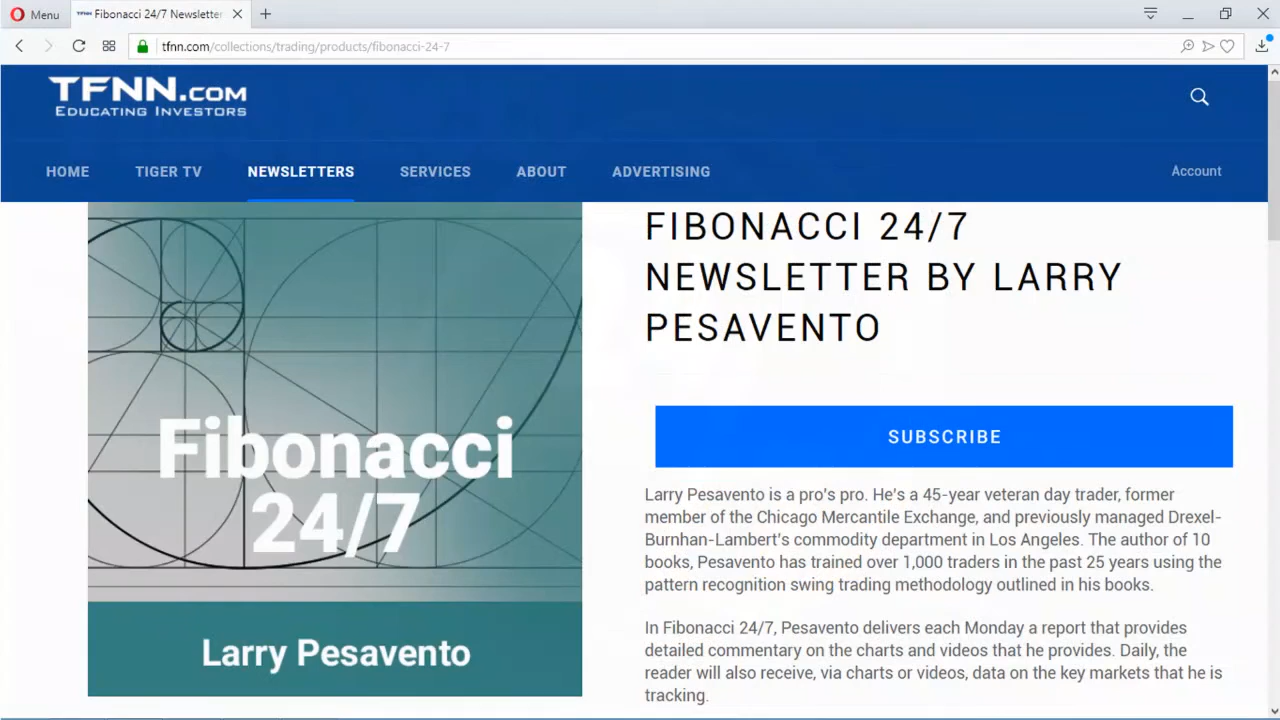 Menu
Fibonacci 24/7 Newsletter
tfnn.com/collections/trading/products/fibonacci-24-7
TFNN.COM
EDUCATING INVESTORS
HOME TIGER TV NEWSLETTERS SERVICES ABOUT ADVERTISING Account
FIBONACCI 24/7
NEWSLETTER BY LARRY
PESAVENTO
Fibonacci
24/7
Larry Pesavento
SUBSCRIBE
Larry Pesavento is a pro's pro. He's a 45-year veteran day trader, former
member of the Chicago Mercantile Exchange, and previously managed Drexel-
Burnhan-Lambert's commodity department in Los Angeles. The author of 10
books, Pesavento has trained over 1,000 traders in the past 25 years using the
pattern recognition swing trading methodology outlined in his books.
In Fibonacci 24/7, Pesavento delivers each Monday a report that provides
detailed commentary on the charts and videos that he provides. Daily, the
reader will also receive, via charts or videos, data on the key markets that he is
tracking.